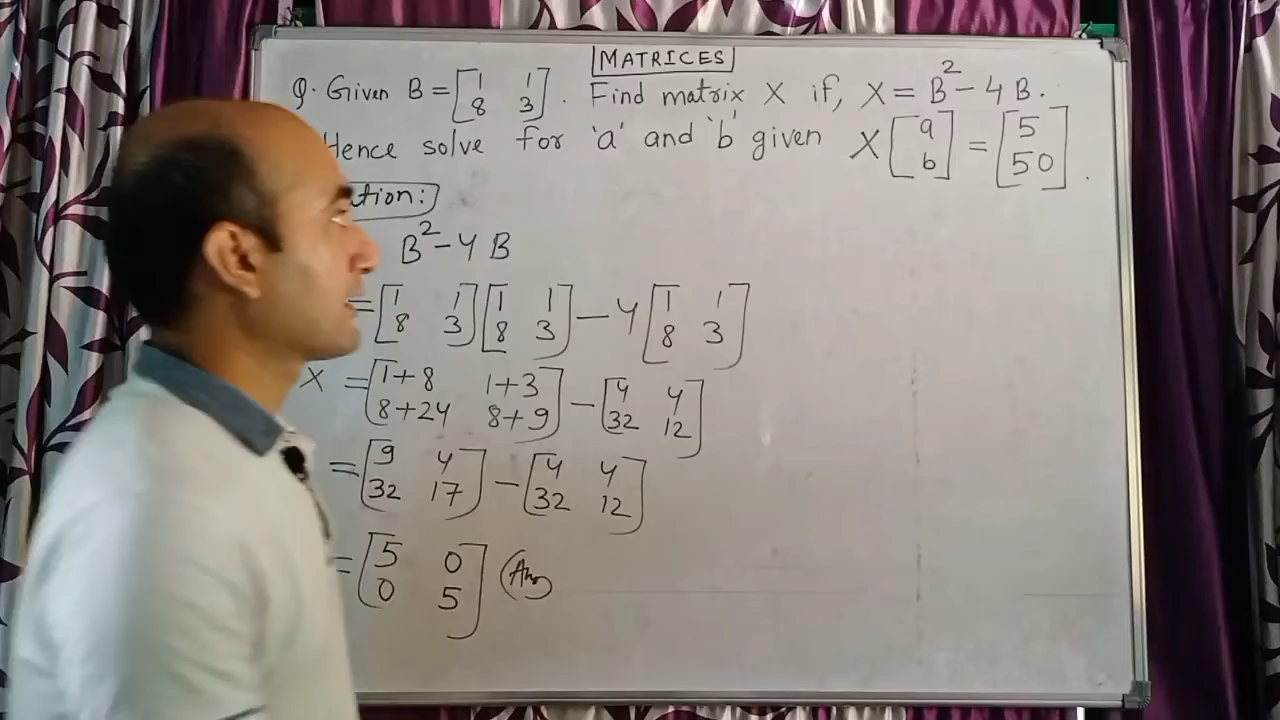 MATRICES
Q. Given B = [1 1 8 3]. Find matrix X if, X = B² - 4B.
Hence solve for 'a' and 'b' given X [a b] = [5 50].
ation:
B² - 4B
= [1 1 8 3] [1 1 8 3] - 4 [1 1 8 3]
X = [1+8 1+3 8+24 8+9] - [4 4 32 12]
= [9 4 32 17] - [4 4 32 12]
= [5 0 0 5] Ans